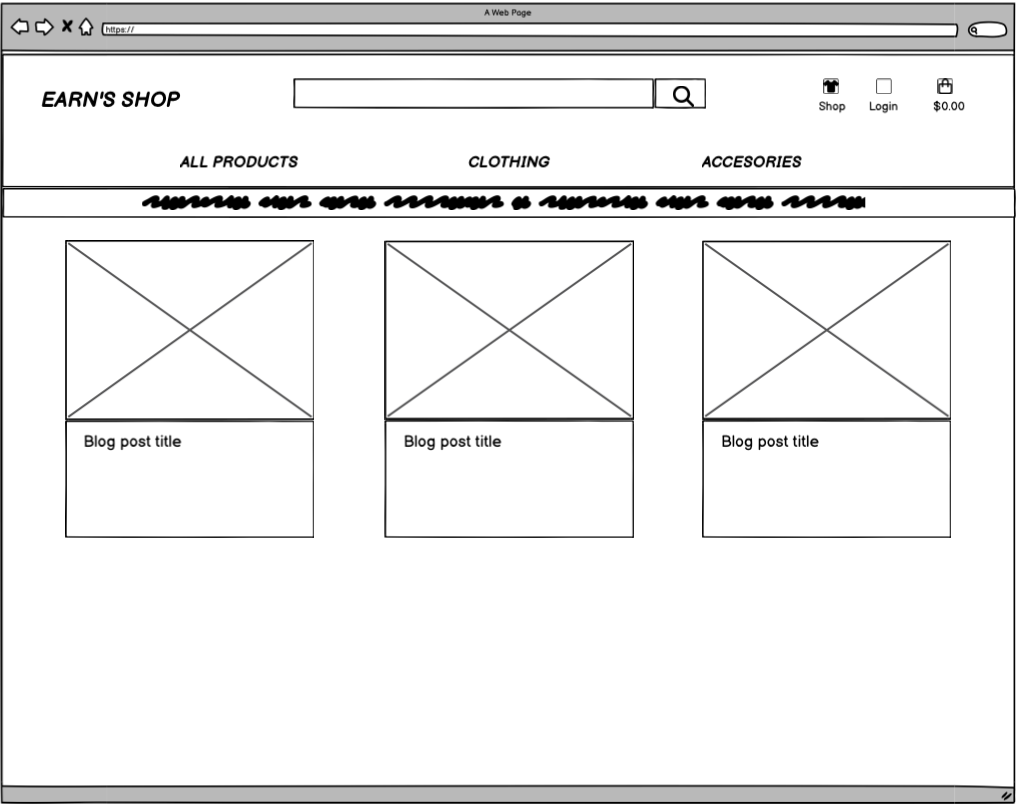 A Web Page
https://
EARN'S SHOP
Shop Login $0.00
ALL PRODUCTS CLOTHING ACCESORIES
Blog post title Blog post title Blog post title